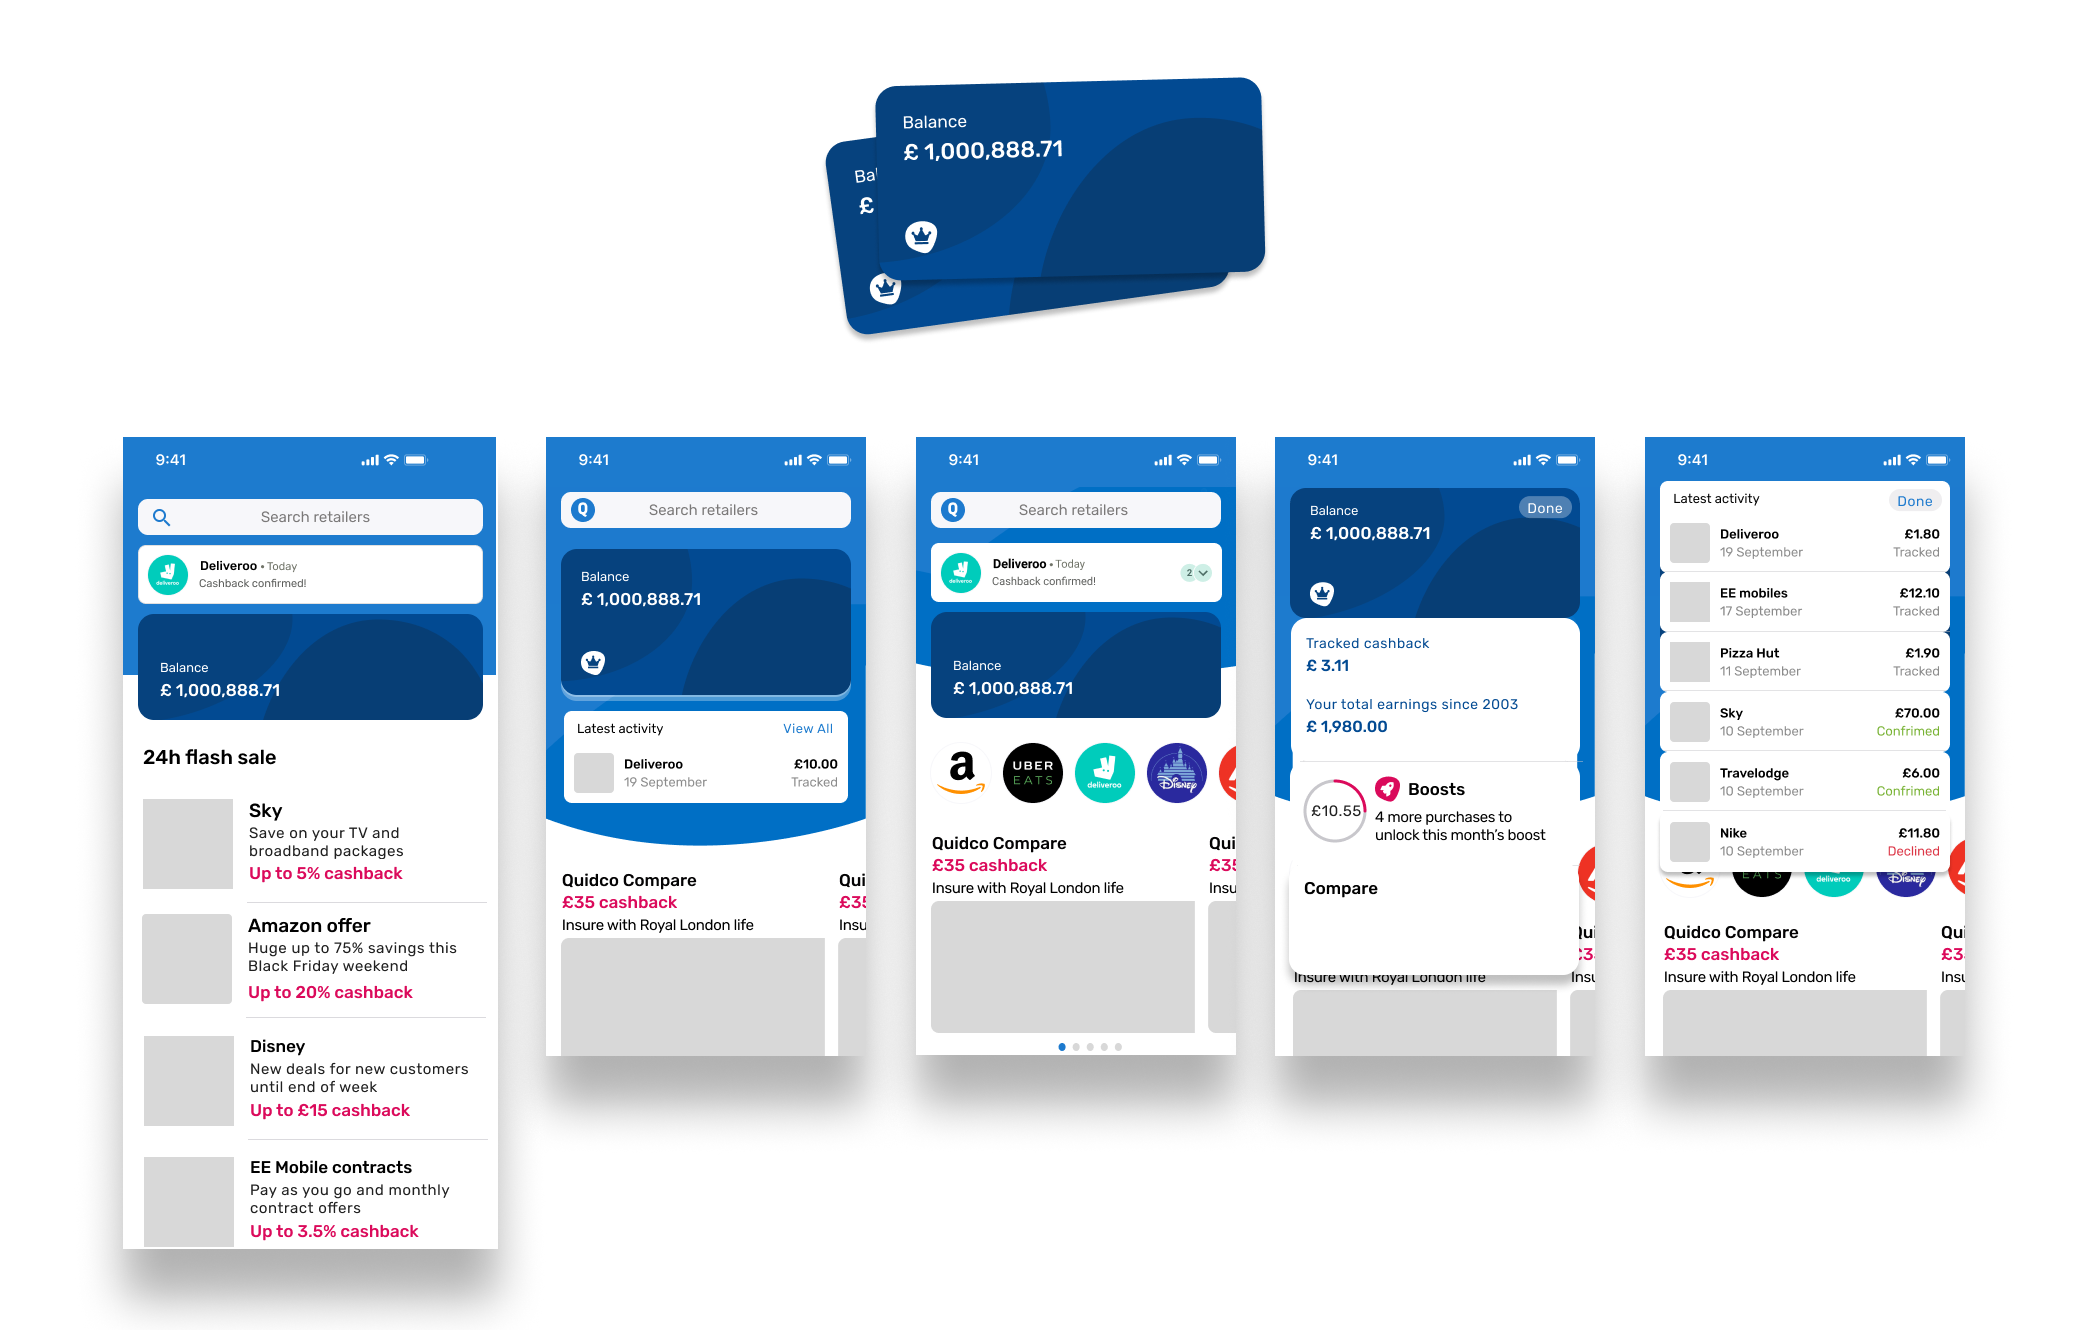 Balance
£ 1,000,888.71
Bal
£
9:41
Search retailers
deliveroo
Deliveroo • Today
Cashback confirmed!
Balance
£ 1,000,888.71
24h flash sale
Sky
Save on your TV and
broadband packages
Up to 5% cashback
Amazon offer
Huge up to 75% savings this
Black Friday weekend
Up to 20% cashback
Disney
New deals for new customers
until end of week
Up to £15 cashback
EE Mobile contracts
Pay as you go and monthly
contract offers
Up to 3.5% cashback
9:41
Q
Search retailers
Balance
£ 1,000,888.71
Latest activity
View All
Deliveroo
£10.00
19 September
Tracked
Quidco Compare
£35 cashback
Insure with Royal London life
Qui
£35
Insu
9:41
Q
Search retailers
deliveroo
Deliveroo • Today
Cashback confirmed!
2
Balance
£ 1,000,888.71
a
UBER
EATS
deliveroo
Disney
Quidco Compare
£35 cashback
Insure with Royal London life
Qui
£35
Insu
9:41
Balance
Done
£ 1,000,888.71
Tracked cashback
£ 3.11
Your total earnings since 2003
£ 1,980.00
£10.55
Boosts
4 more purchases to
unlock this month's boost
Compare
Insure with Royal London life
Qui
£3
Insu
9:41
Latest activity
Done
Deliveroo
£1.80
19 September
Tracked
EE mobiles
£12.10
17 September
Tracked
Pizza Hut
£1.90
11 September
Tracked
Sky
£70.00
10 September
Confrimed
Travelodge
£6.00
10 September
Confrimed
Nike
£11.80
10 September
Declined
EATS
deliveroo
Disney
Quidco Compare
£35 cashback
Insure with Royal London life
Qui
£3
Insu